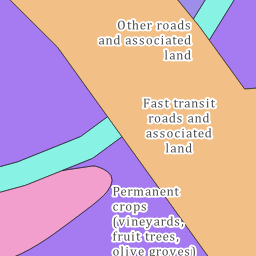 Other roads
and associated
land
Fast transit
roads and
associated
land
Permanent
crops
(vineyards,
fruit trees,
olive groves)